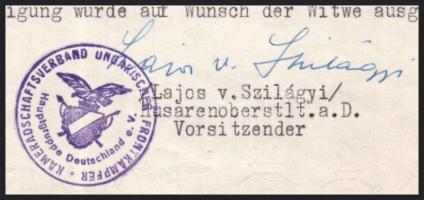 igung wurde auf Wunsch der Witwe ausg
Lajos v. Szilágyi
/Lajos v.Szilágyi/
Husarenoberstlt.a.D.
Vorsitzender
KAMERADSCHAFTSVERBAND UNGARISCHER FRONTKÄMPFER
Hauptgruppe Deutschland e. V.